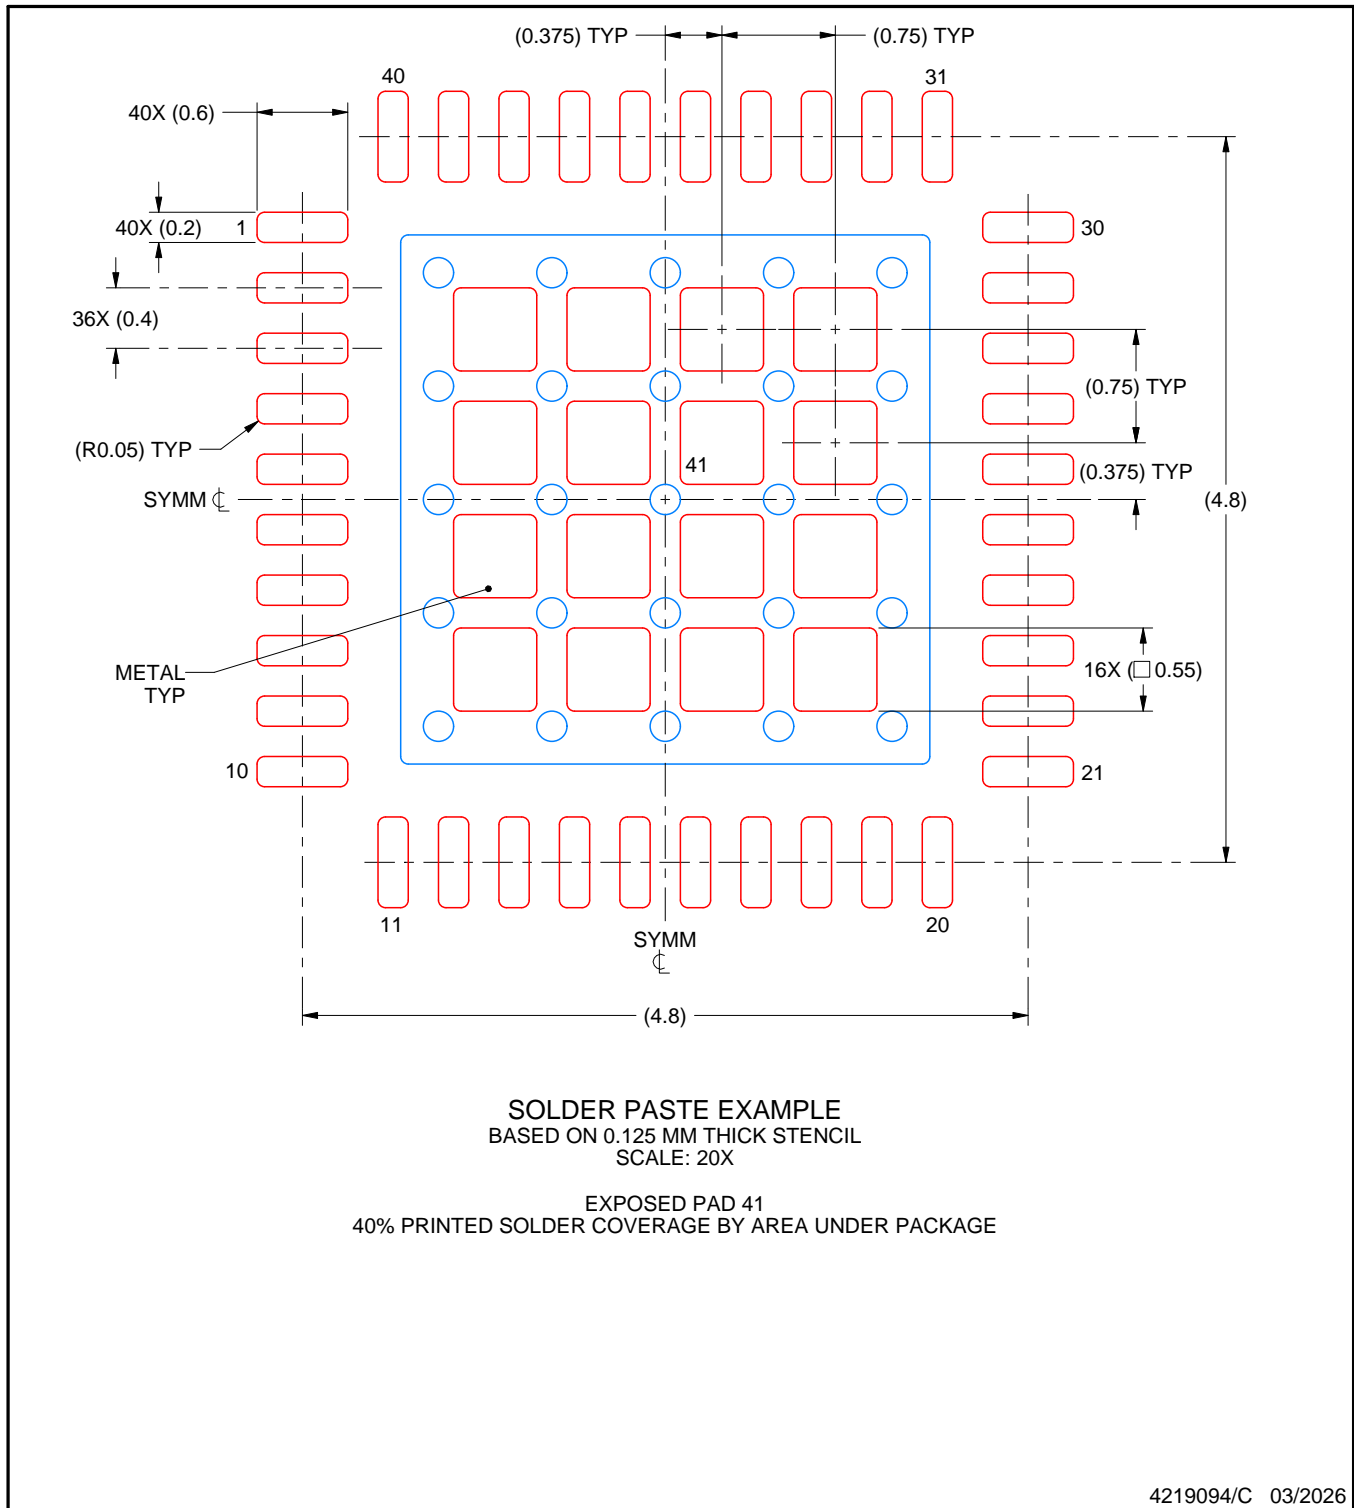 (0.375) TYP
(0.75) TYP
40
31
40X (0.6)
40X (0.2)
1
30
36X (0.4)
(0.75) TYP
(R0.05) TYP
41
(0.375) TYP
SYMM ℄
(4.8)
METAL
TYP
16X (□ 0.55)
10
21
11
20
SYMM
℄
(4.8)
SOLDER PASTE EXAMPLE
BASED ON 0.125 MM THICK STENCIL
SCALE: 20X
EXPOSED PAD 41
40% PRINTED SOLDER COVERAGE BY AREA UNDER PACKAGE
4219094/C 03/2026